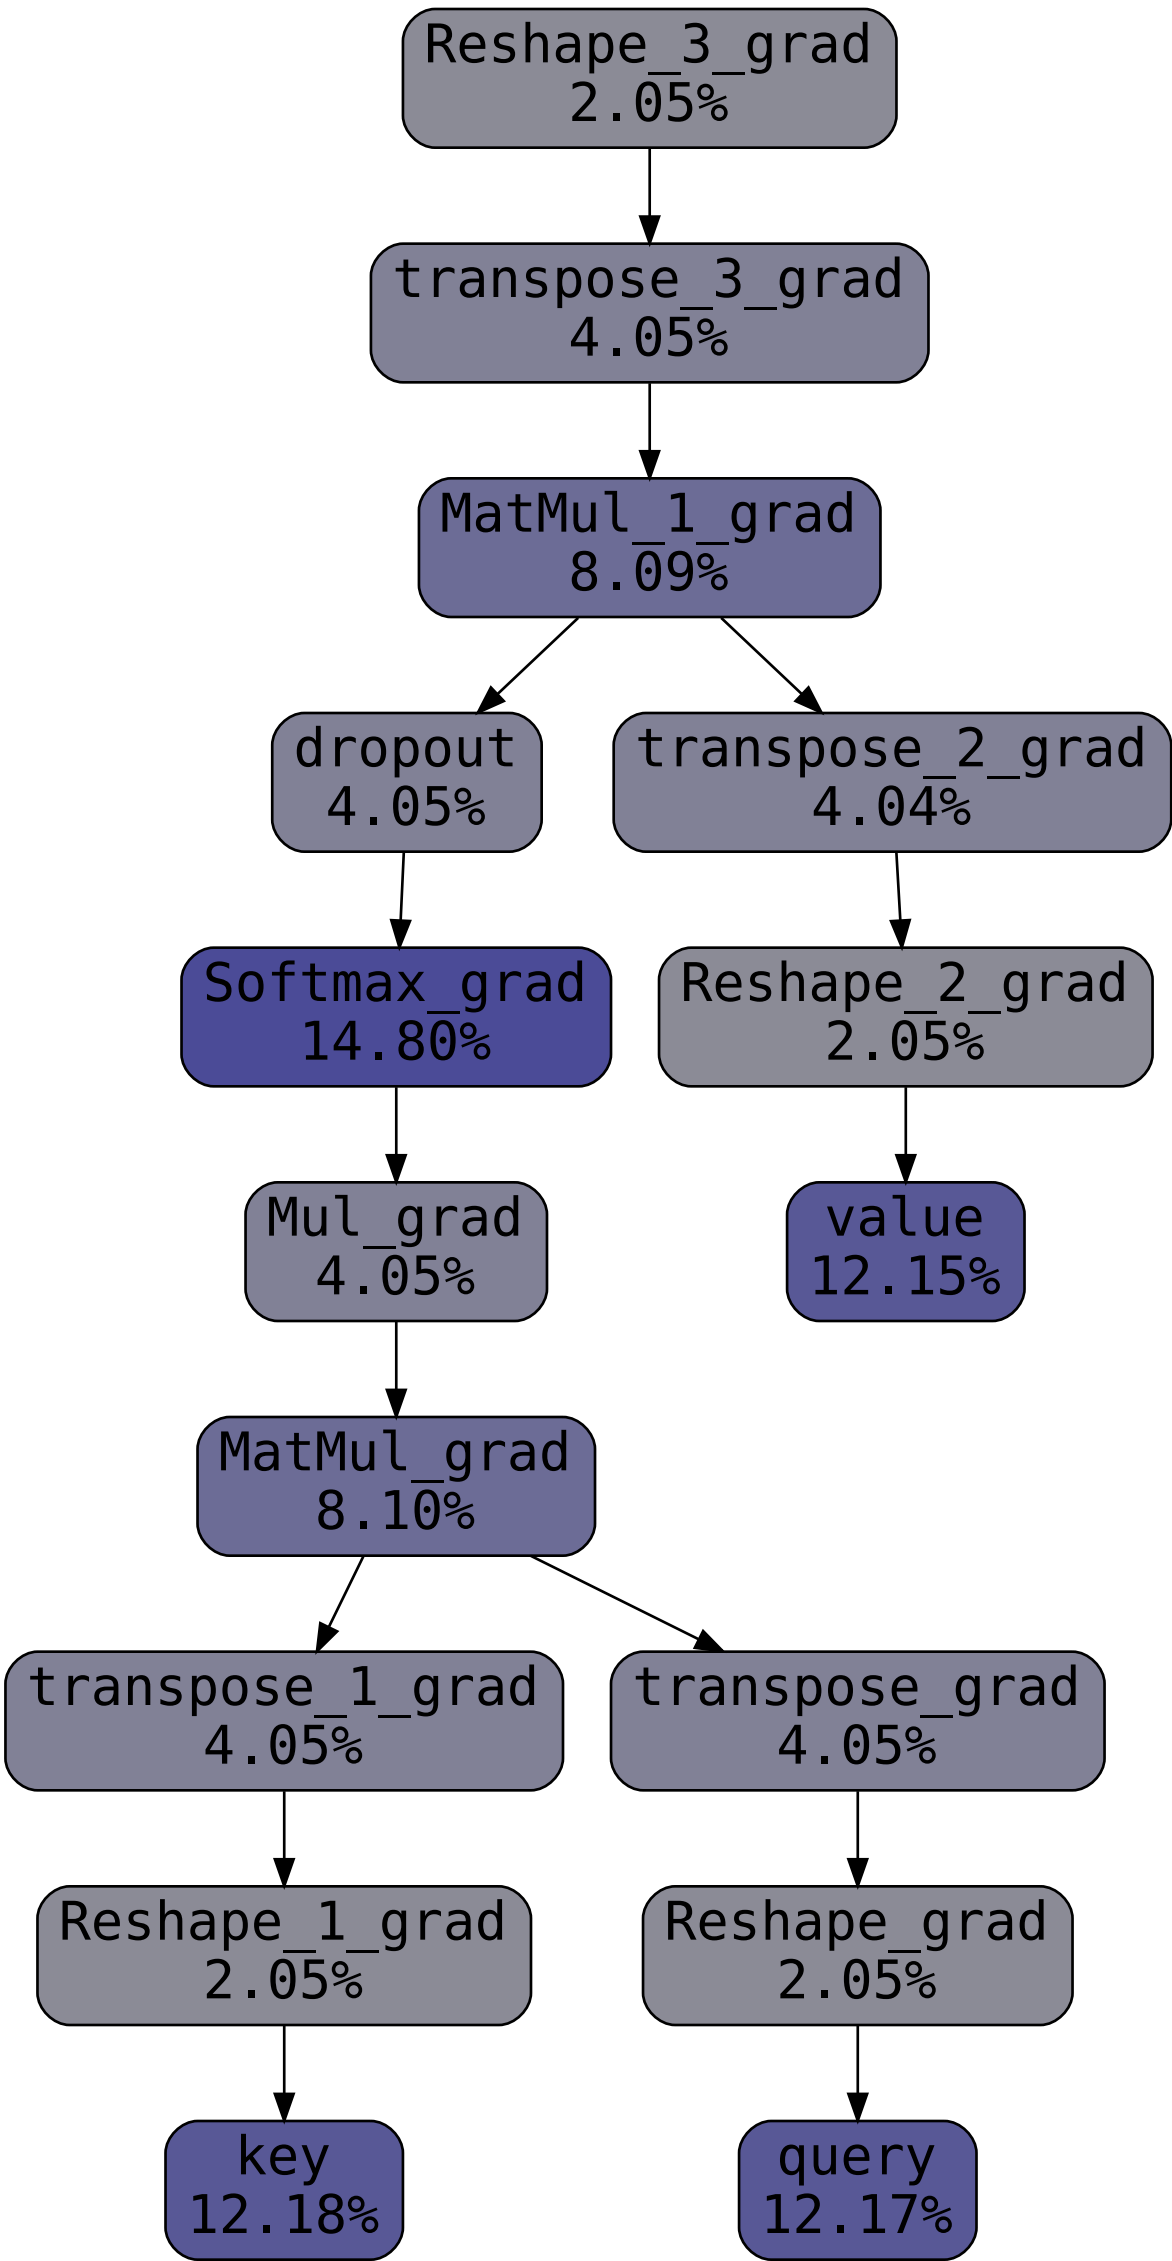 Reshape_3_grad
2.05%
transpose_3_grad
4.05%
MatMul_1_grad
8.09%
dropout
4.05%
transpose_2_grad
4.04%
Softmax_grad
14.80%
Reshape_2_grad
2.05%
Mul_grad
4.05%
value
12.15%
MatMul_grad
8.10%
transpose_1_grad
4.05%
transpose_grad
4.05%
Reshape_1_grad
2.05%
Reshape_grad
2.05%
key
12.18%
query
12.17%